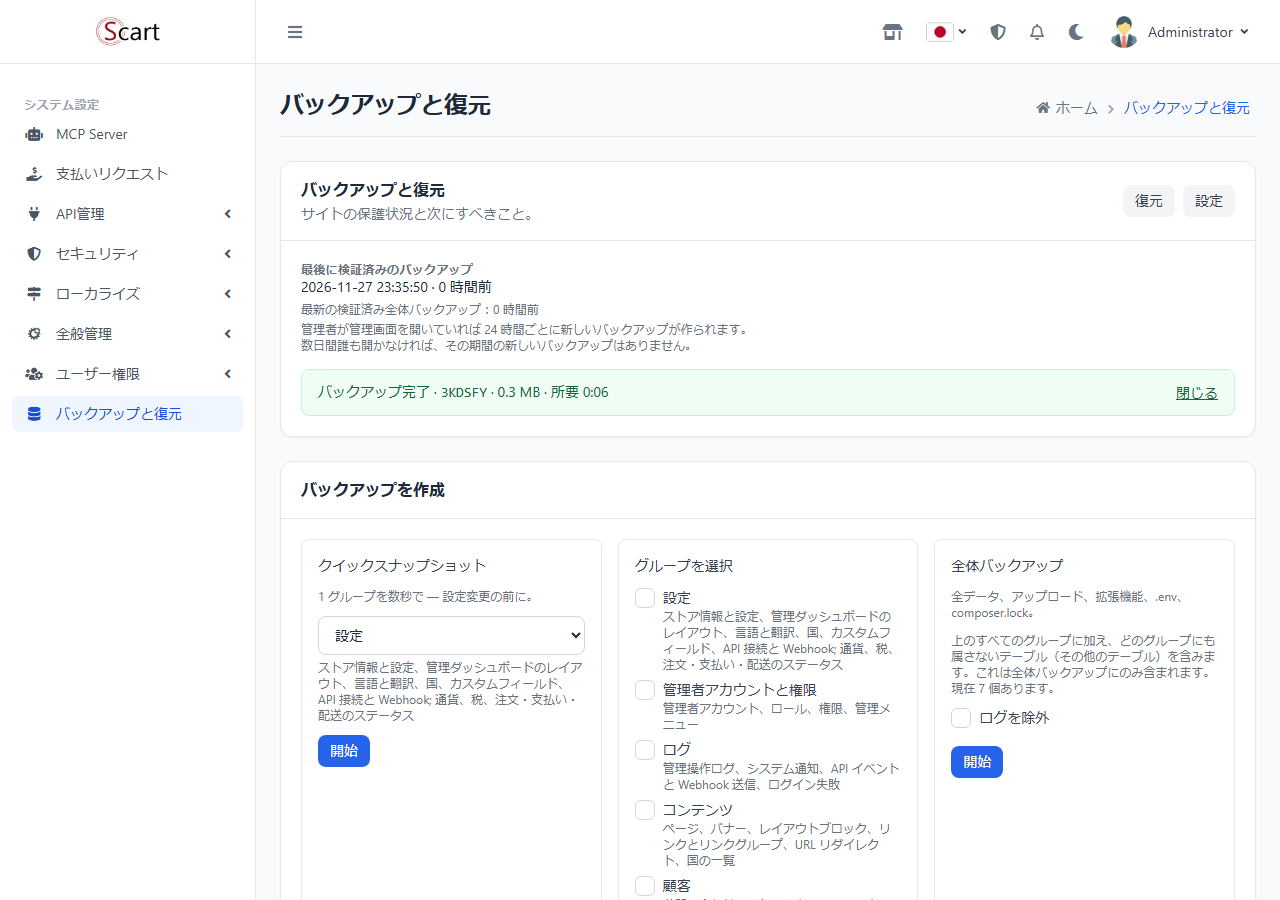 Scart
Administrator
システム設定
MCP Server
支払いリクエスト
API管理
セキュリティ
ローカライズ
全般管理
ユーザー権限
バックアップと復元
バックアップと復元
ホーム
バックアップと復元
バックアップと復元
サイトの保護状況と次にすべきこと。
復元
設定
最後に検証済みのバックアップ
2026-11-27 23:35:50 · 0 時間前
最新の検証済み全体バックアップ：0 時間前
管理者が管理画面を開いていれば 24 時間ごとに新しいバックアップが作られます。
数日間誰も開かなければ、その期間の新しいバックアップはありません。
バックアップ完了 · 3KDSFY · 0.3 MB · 所要 0:06
閉じる
バックアップを作成
クイックスナップショット
1 グループを数秒で — 設定変更の前に。
設定
ストア情報と設定、管理ダッシュボードのレイア
ウト、言語と翻訳、国、カスタムフィールド、
API 接続と Webhook; 通貨、税、注文・支払い・
配送のステータス
開始
グループを選択
設定
ストア情報と設定、管理ダッシュボードの
レイアウト、言語と翻訳、国、カスタムフ
ィールド、API 接続と Webhook; 通貨、税、
注文・支払い・配送のステータス
管理者アカウントと権限
管理者アカウント、ロール、権限、管理メ
ニュー
ログ
管理操作ログ、システム通知、API イベント
と Webhook 送信、ログイン失敗
コンテンツ
ページ、バナー、レイアウトブロック、リ
ンクとリンクグループ、URL リダイレク
ト、国の一覧
顧客
全体バックアップ
全データ、アップロード、拡張機能、.env、
composer.lock。
上のすべてのグループに加え、どのグループにも
属さないテーブル（その他のテーブル）を含みま
す。これは全体バックアップにのみ含まれます。
現在 7 個あります。
ログを除外
開始